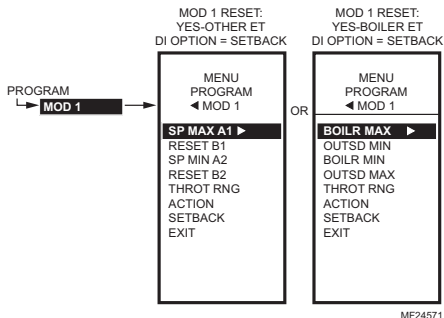 MOD 1 RESET:
YES-OTHER ET
DI OPTION = SETBACK
MOD 1 RESET:
YES-BOILER ET
DI OPTION = SETBACK
PROGRAM
MOD 1
MENU
PROGRAM
◄ MOD 1
SP MAX A1 ►
RESET B1
SP MIN A2
RESET B2
THROT RNG
ACTION
SETBACK
EXIT
OR
MENU
PROGRAM
◄ MOD 1
BOILR MAX ►
OUTSD MIN
BOILR MIN
OUTSD MAX
THROT RNG
ACTION
SETBACK
EXIT
MF24571